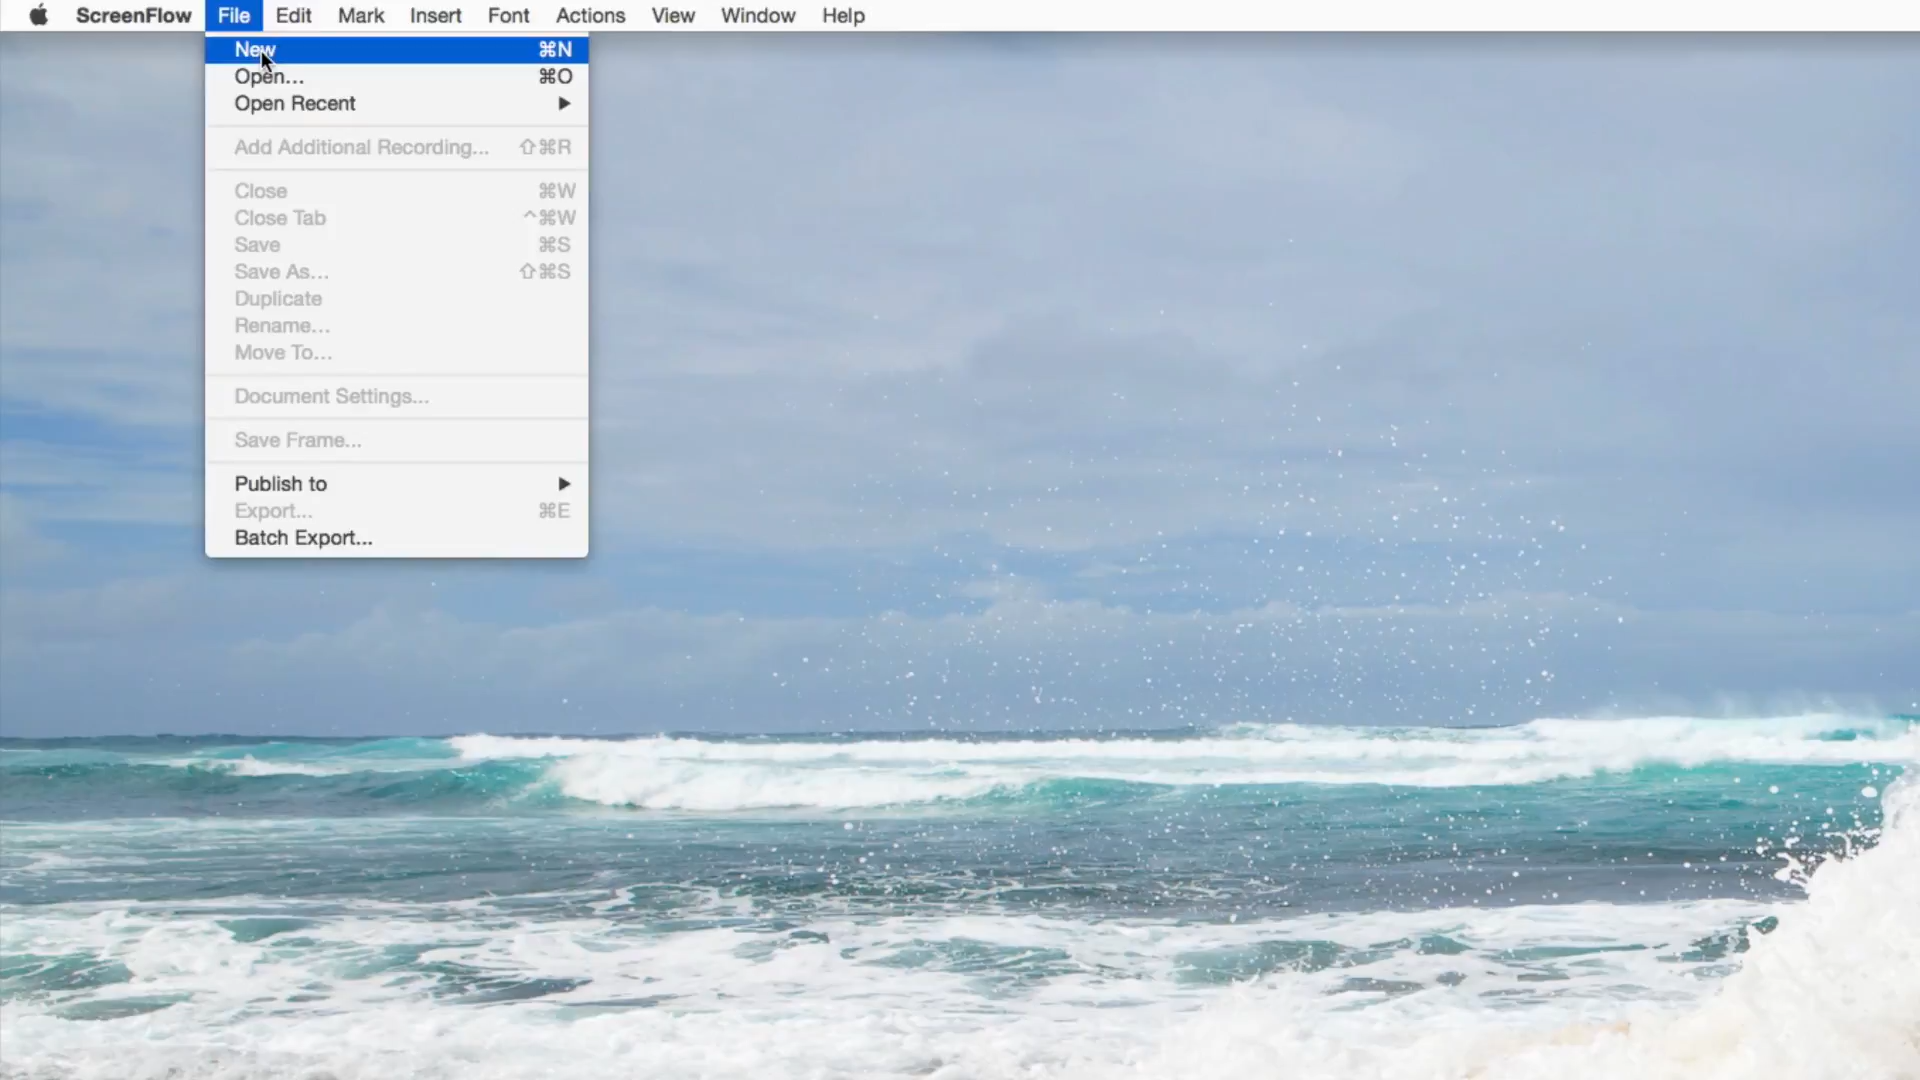 ScreenFlow File Edit Mark Insert Font Actions View Window Help
New ⌘N
Open... ⌘O
Open Recent ▶
Add Additional Recording... ⇧⌘R
Close ⌘W
Close Tab ^⌘W
Save ⌘S
Save As... ⇧⌘S
Duplicate
Rename...
Move To...
Document Settings...
Save Frame...
Publish to ▶
Export... ⌘E
Batch Export...